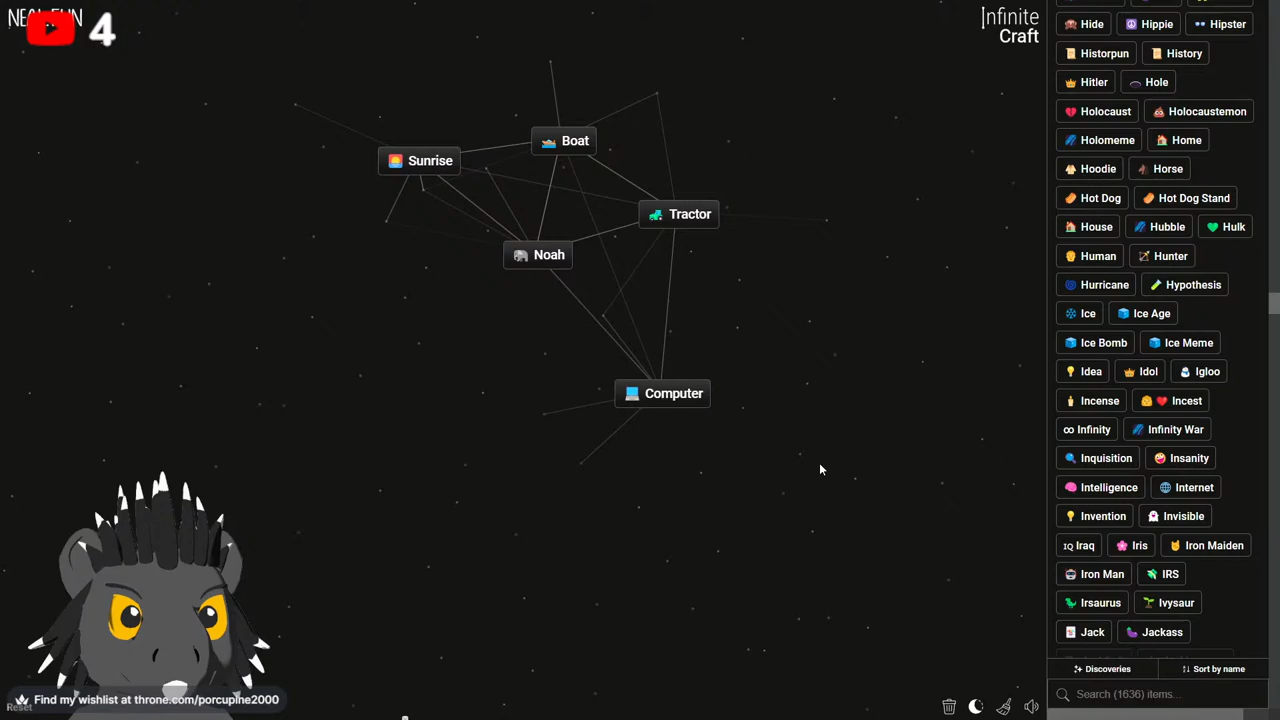 NEAL.FUN
4
Infinite
Craft
Sunrise
Boat
Tractor
Noah
Computer
Hide Hippie Hipster
Historpun History
Hitler Hole
Holocaust Holocaustemon
Holomeme Home
Hoodie Horse
Hot Dog Hot Dog Stand
House Hubble Hulk
Human Hunter
Hurricane Hypothesis
Ice Ice Age
Ice Bomb Ice Meme
Idea Idol Igloo
Incense Incest
Infinity Infinity War
Inquisition Insanity
Intelligence Internet
Invention Invisible
IQ Iraq Iris Iron Maiden
Iron Man IRS
Irsaurus Ivysaur
Jack Jackass
Discoveries Sort by name
Search (1636) items...
Find my wishlist at throne.com/porcupine2000
Reset